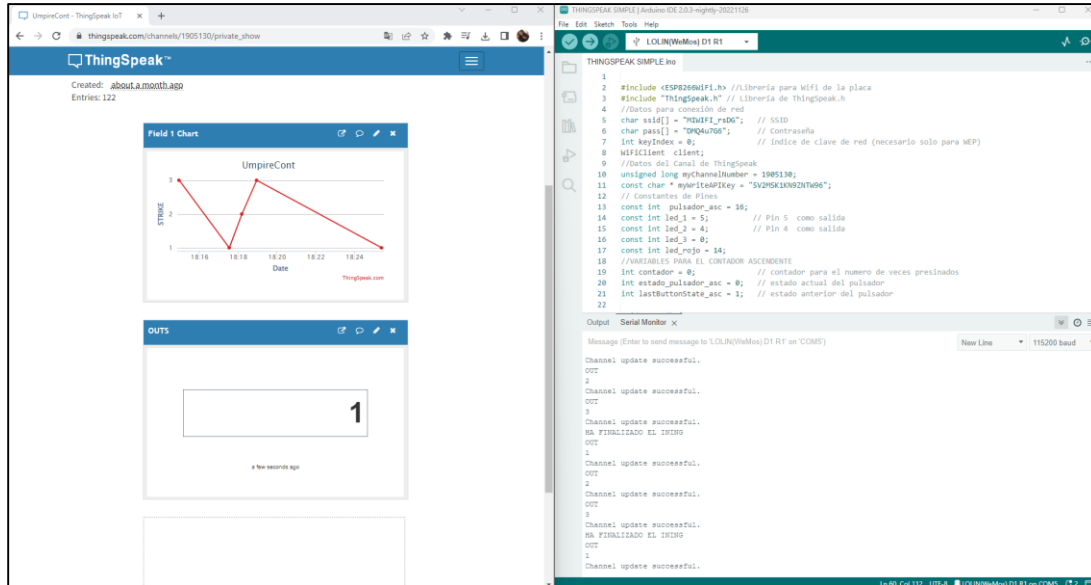 UmpireCont - ThingSpeak IoT
thingspeak.com/channels/1905130/private_show
ThingSpeak™
Created: about a month ago
Entries: 122
Field 1 Chart
UmpireCont
STRIKE
3
2
1
18:16 18:18 18:20 18:22 18:24
Date
ThingSpeak.com
OUTS
1
a few seconds ago
THINGSPEAK SIMPLE | Arduino IDE 2.0.3-nightly-20221126
File Edit Sketch Tools Help
LOLIN(WeMos) D1 R1
THINGSPEAK SIMPLE.ino
1
2 #include <ESP8266WiFi.h> //Librería para Wifi de la placa
3 #include "ThingSpeak.h" // Librería de ThingSpeak.h
4 //Datos para conexión de red
5 char ssid[] = "MIWIFI_rsDG"; // SSID
6 char pass[] = "DMQ4u7G6"; // Contraseña
7 int keyIndex = 0; // índice de clave de red (necesario solo para WEP)
8 WiFiClient client;
9 //Datos del Canal de ThingSpeak
10 unsigned long myChannelNumber = 1905130;
11 const char * myWriteAPIKey = "5V2MSK1KN9ZNTW96";
12 // Constantes de Pines
13 const int pulsador_asc = 16;
14 const int led_1 = 5; // Pin 5 como salida
15 const int led_2 = 4; // Pin 4 como salida
16 const int led_3 = 0;
17 const int led_rojo = 14;
18 //VARIABLES PARA EL CONTADOR ASCENDENTE
19 int contador = 0; // contador para el numero de veces presinados
20 int estado_pulsador_asc = 0; // estado actual del pulsador
21 int lastButtonState_asc = 1; // estado anterior del pulsador
22
Output Serial Monitor
Message (Enter to send message to 'LOLIN(WeMos) D1 R1' on 'COM5')
New Line 115200 baud
Channel update successful.
OUT
2
Channel update successful.
OUT
3
Channel update successful.
HA FINALIZADO EL INING
OUT
1
Channel update successful.
OUT
2
Channel update successful.
OUT
3
Channel update successful.
HA FINALIZADO EL INING
OUT
1
Channel update successful.
Ln 60, Col 112 UTF-8 LOLIN(WeMos) D1 R1 on COM5 2